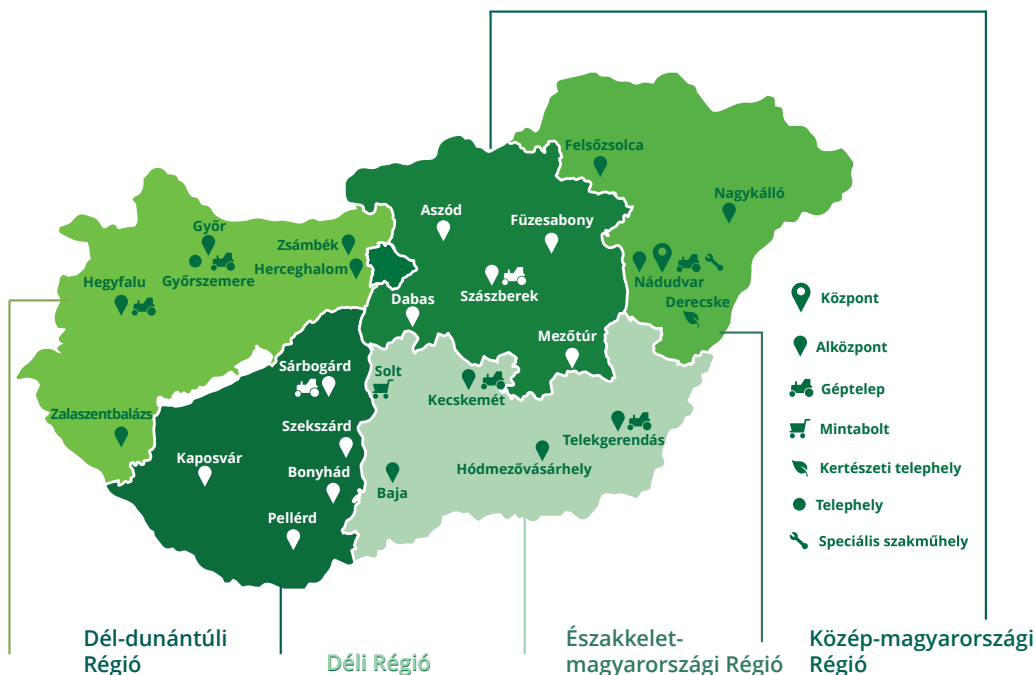 Felsőzsolca
Nagykálló
Aszód
Füzesabony
Győr
Zsámbék
Herceghalom
Győrszemere
Hegyfalu
Nádudvar
Derecske
Szászberek
Dabas
Mezőtúr
Sárbogárd
Solt
Kecskemét
Zalaszentbalázs
Szekszárd
Telekgerendás
Kaposvár
Bonyhád
Hódmezővásárhely
Baja
Pellérd
Központ
Alközpont
Géptelep
Mintabolt
Kertészeti telephely
Telephely
Speciális szakműhely
Dél-dunántúli
Régió
Déli Régió
Északkelet-
magyarországi Régió
Közép-magyarországi
Régió